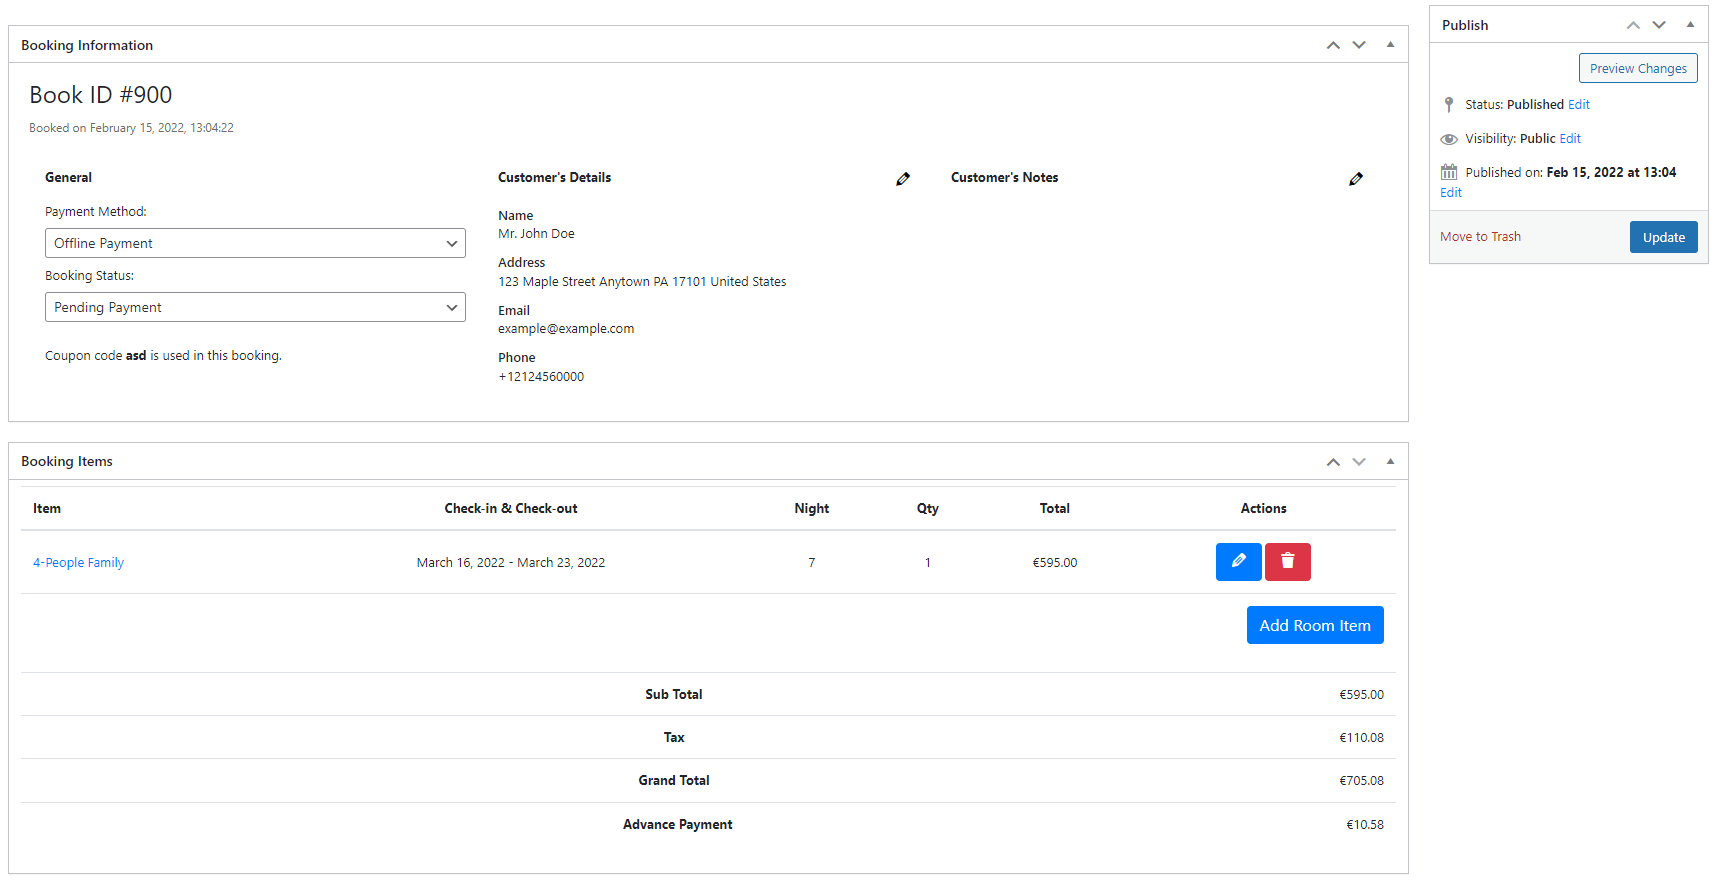 Booking Information
Book ID #900
Booked on February 15, 2022, 13:04:22
General
Payment Method:
Offline Payment
Booking Status:
Pending Payment
Coupon code asd is used in this booking.
Customer's Details
Name
Mr. John Doe
Address
123 Maple Street Anytown PA 17101 United States
Email
example@example.com
Phone
+12124560000
Customer's Notes
Publish
Preview Changes
Status: Published Edit
Visibility: Public Edit
Published on: Feb 15, 2022 at 13:04
Edit
Move to Trash
Update
Booking Items
Item Check-in & Check-out Night Qty Total Actions
4-People Family March 16, 2022 - March 23, 2022 7 1 €595.00
Add Room Item
Sub Total €595.00
Tax €110.08
Grand Total €705.08
Advance Payment €10.58